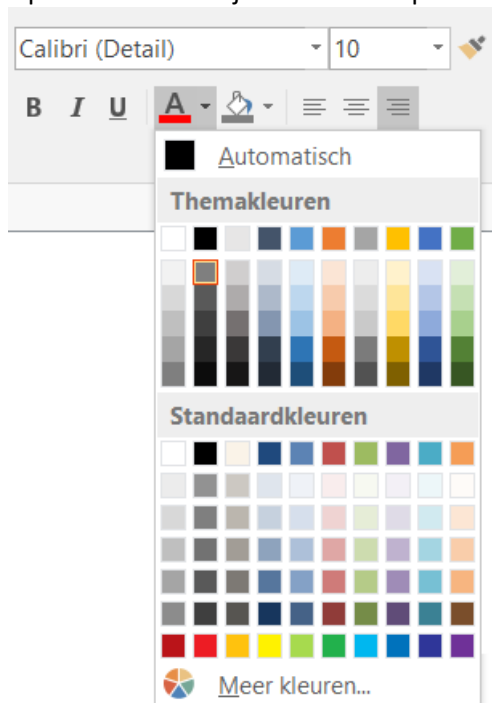 Calibri (Detail) 10
B I U A
Automatisch
Themakleuren
Standaardkleuren
Meer kleuren...